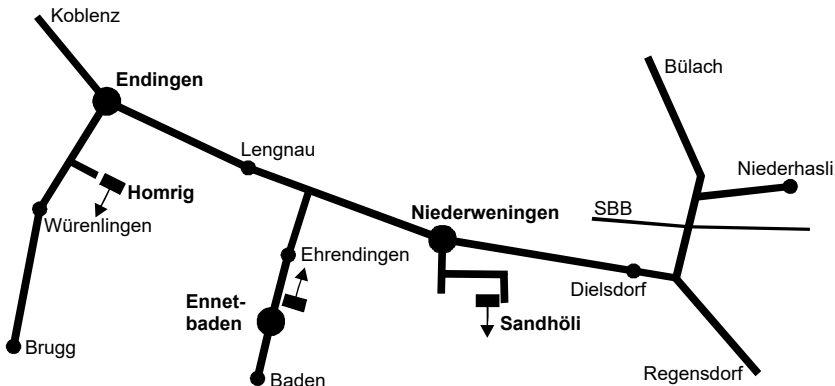 Koblenz
Endingen
Bülach
Lengnau
Niederhasli
Homrig
Niederweningen
SBB
Würenlingen
Ehrendingen
Dielsdorf
Ennet-
baden
Sandhöli
Brugg
Baden
Regensdorf